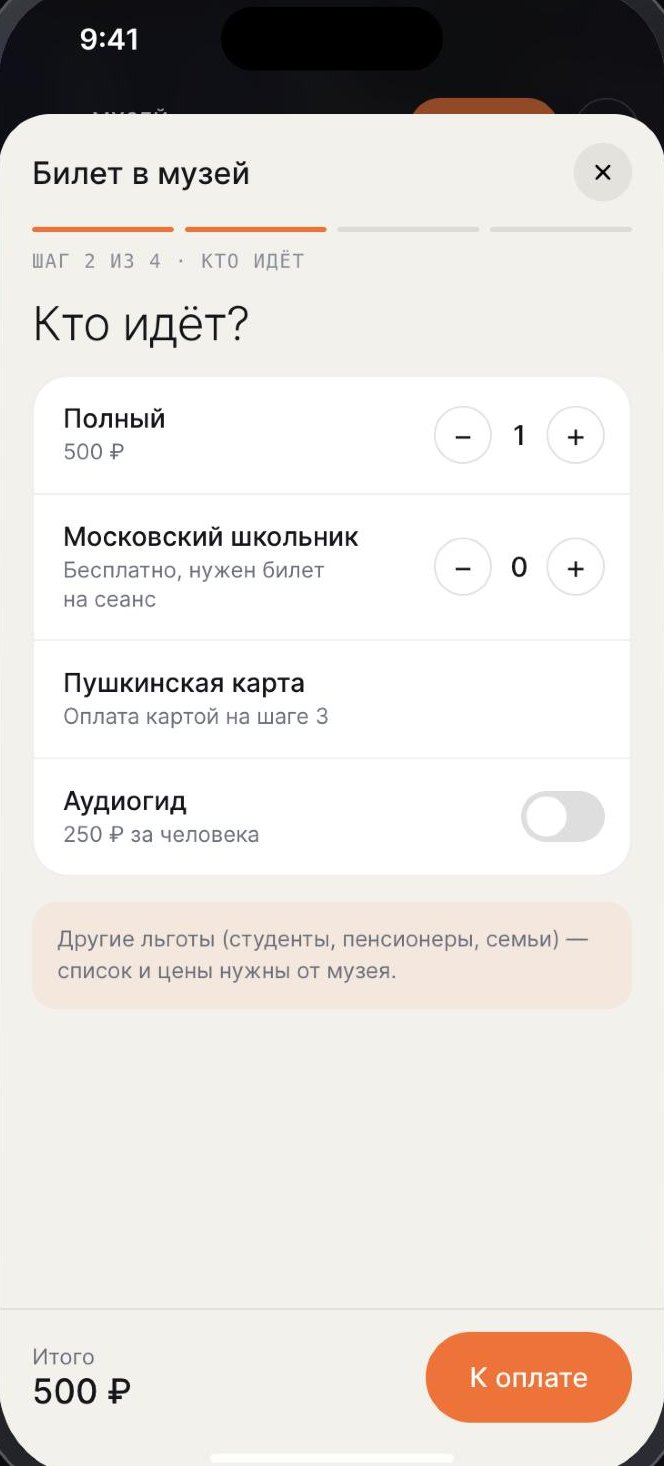 9:41
МУЗЕЙ
Билет в музей
ШАГ 2 ИЗ 4 · КТО ИДЁТ
Кто идёт?
Полный
500 ₽
– 1 +
Московский школьник
Бесплатно, нужен билет
на сеанс
– 0 +
Пушкинская карта
Оплата картой на шаге 3
Аудиогид
250 ₽ за человека
Другие льготы (студенты, пенсионеры, семьи) —
список и цены нужны от музея.
Итого
500 ₽
К оплате